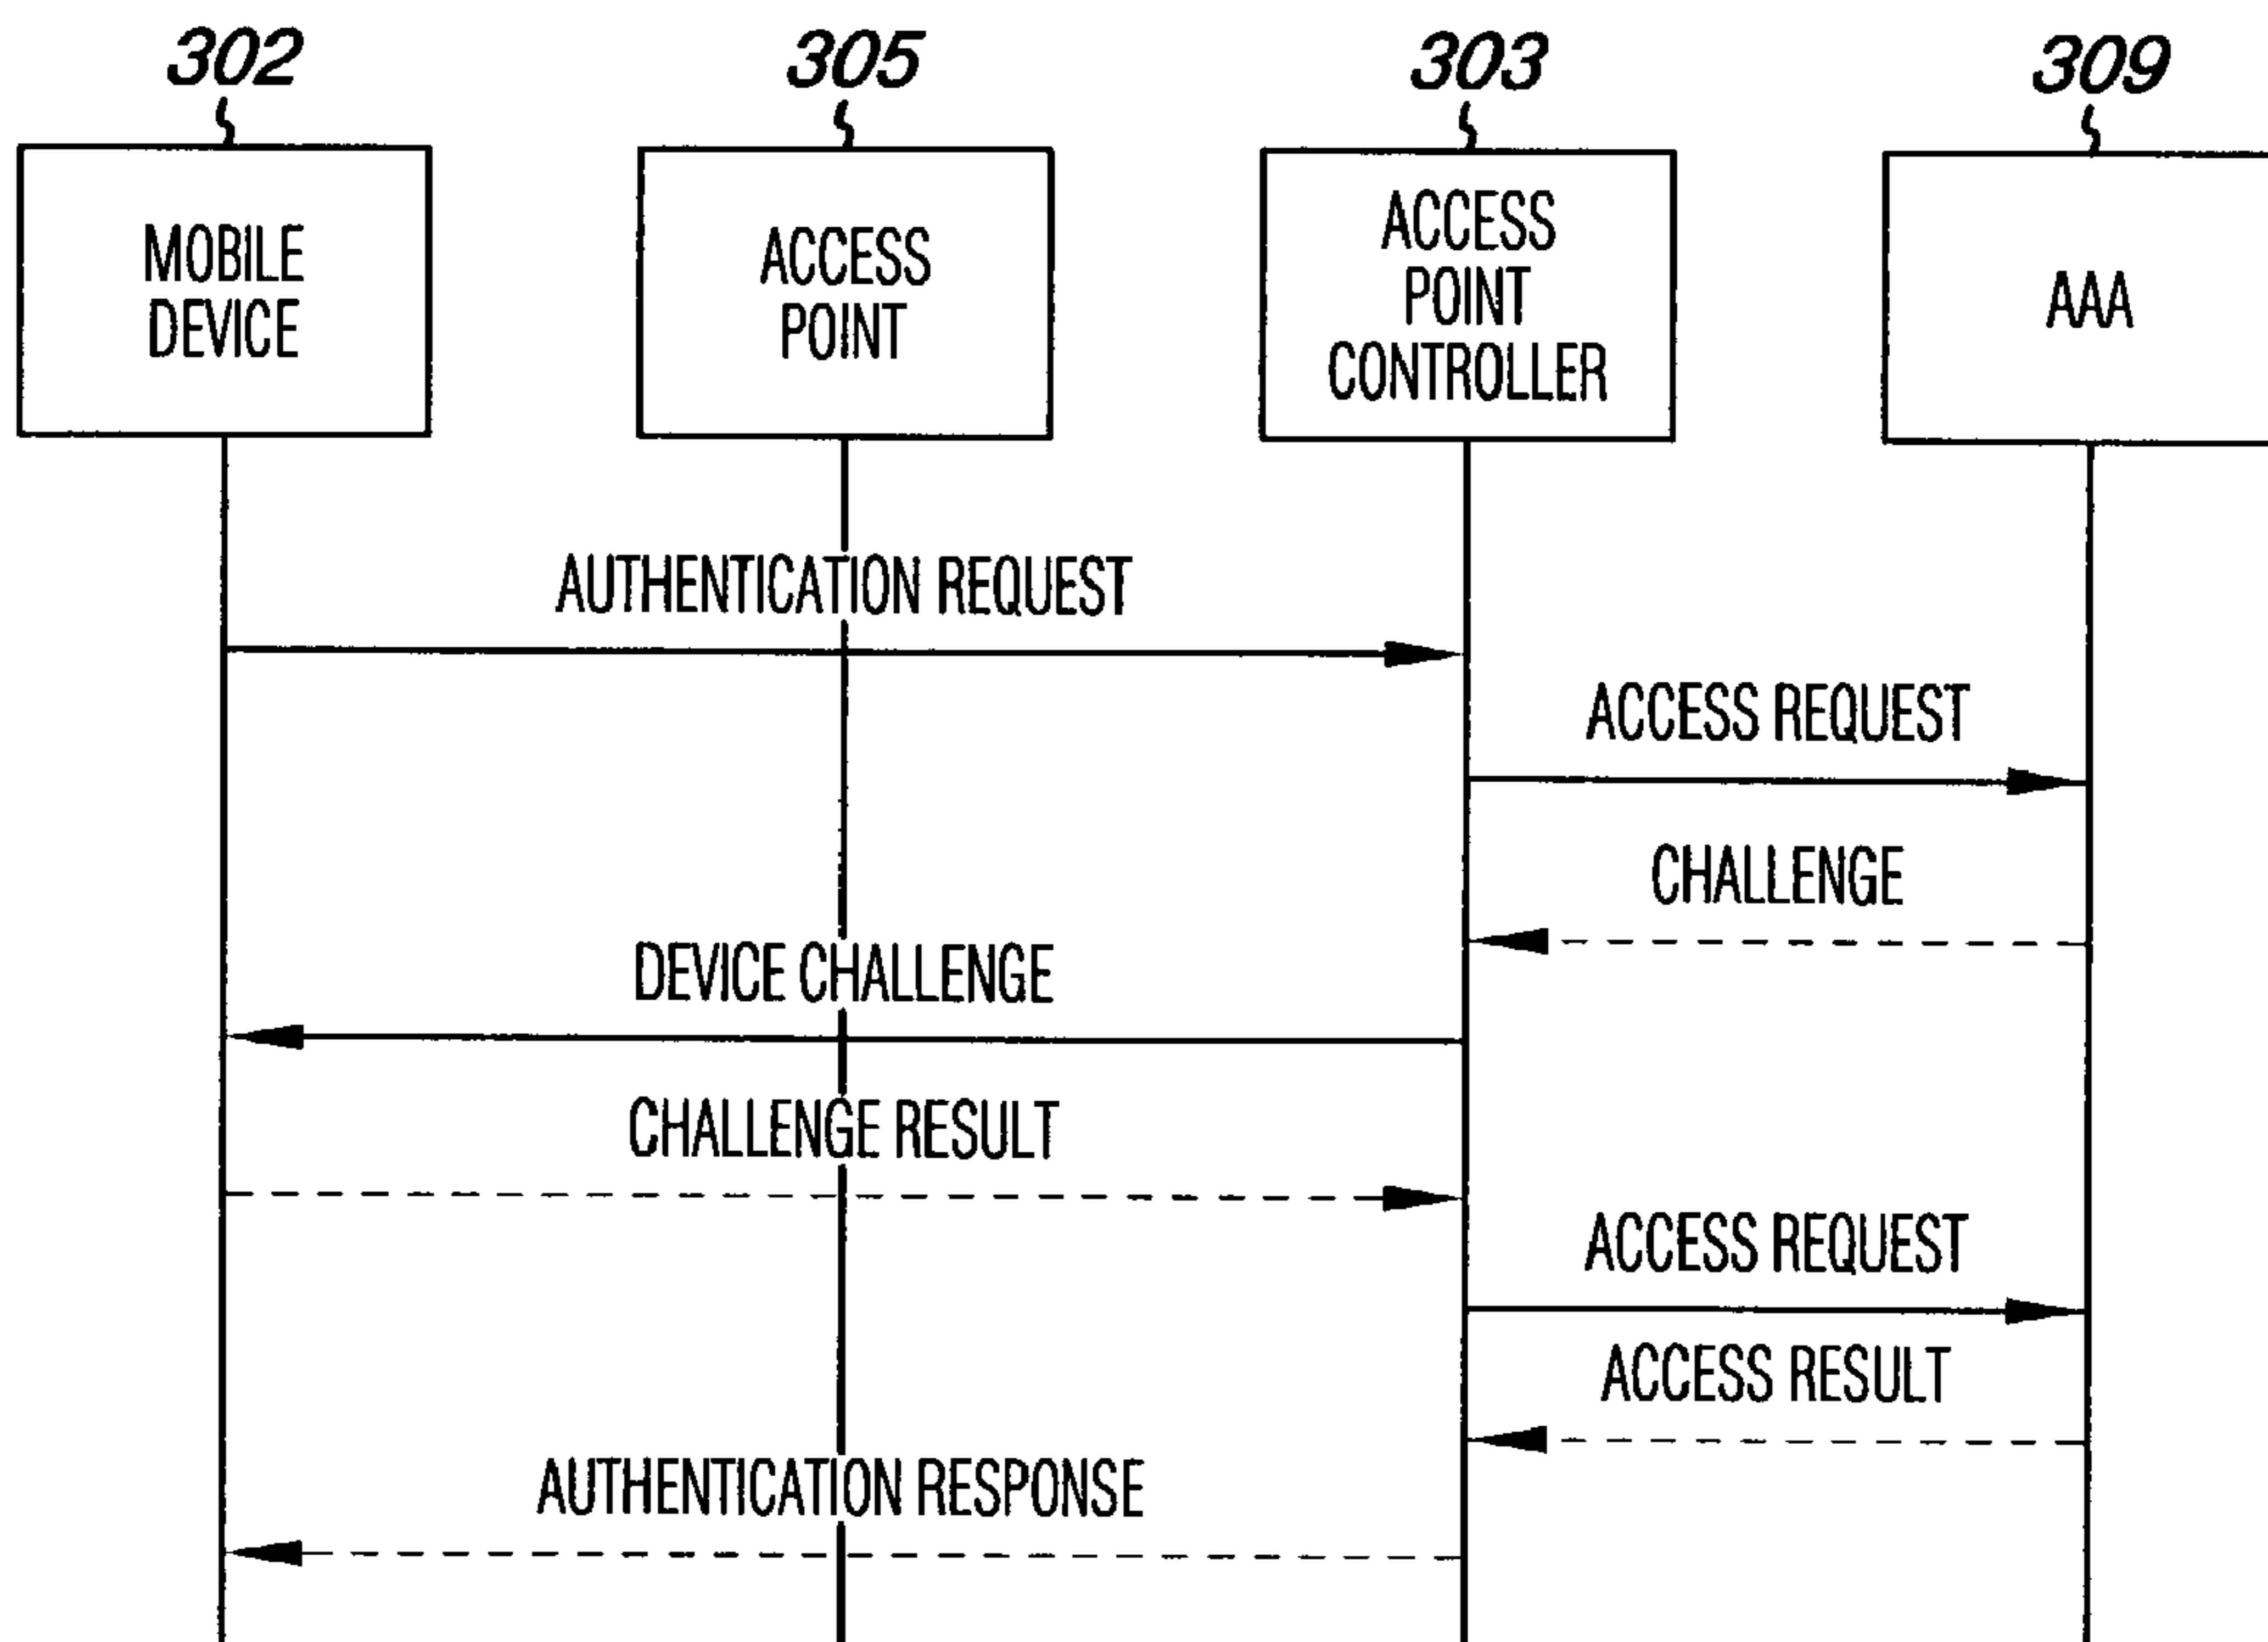 302
305
303
309
MOBILE
DEVICE
ACCESS
POINT
ACCESS
POINT
CONTROLLER
AAA
AUTHENTICATION REQUEST
ACCESS REQUEST
CHALLENGE
DEVICE CHALLENGE
CHALLENGE RESULT
ACCESS REQUEST
ACCESS RESULT
AUTHENTICATION RESPONSE